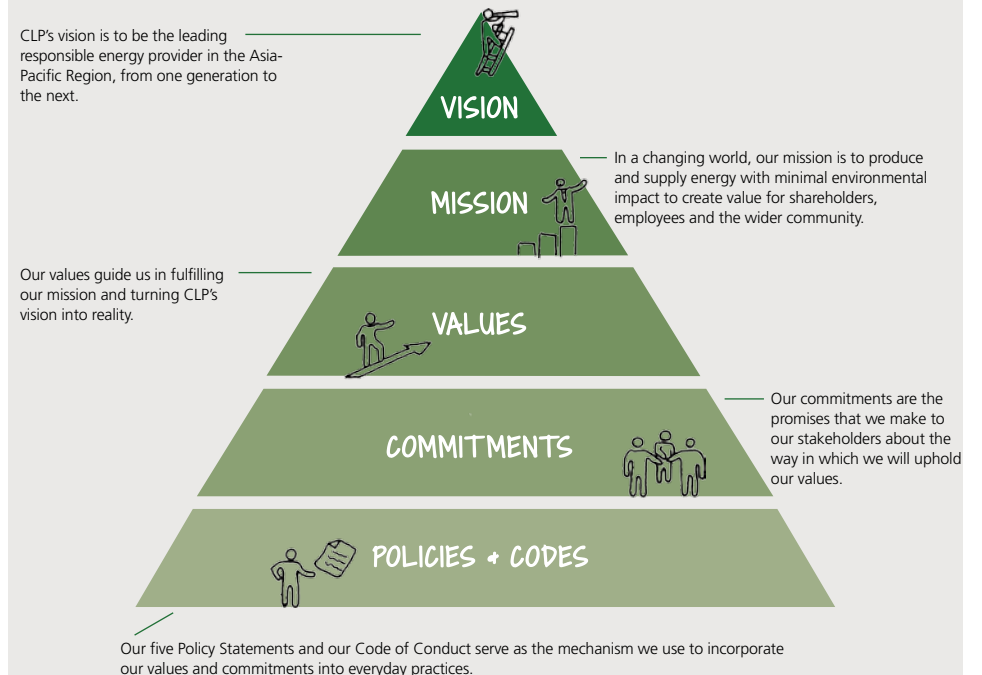 CLP's vision is to be the leading
responsible energy provider in the Asia-
Pacific Region, from one generation to
the next.
VISION
In a changing world, our mission is to produce
and supply energy with minimal environmental
impact to create value for shareholders,
employees and the wider community.
MISSION
Our values guide us in fulfilling
our mission and turning CLP's
vision into reality.
VALUES
Our commitments are the
promises that we make to
our stakeholders about the
way in which we will uphold
our values.
COMMITMENTS
POLICIES & CODES
Our five Policy Statements and our Code of Conduct serve as the mechanism we use to incorporate
our values and commitments into everyday practices.